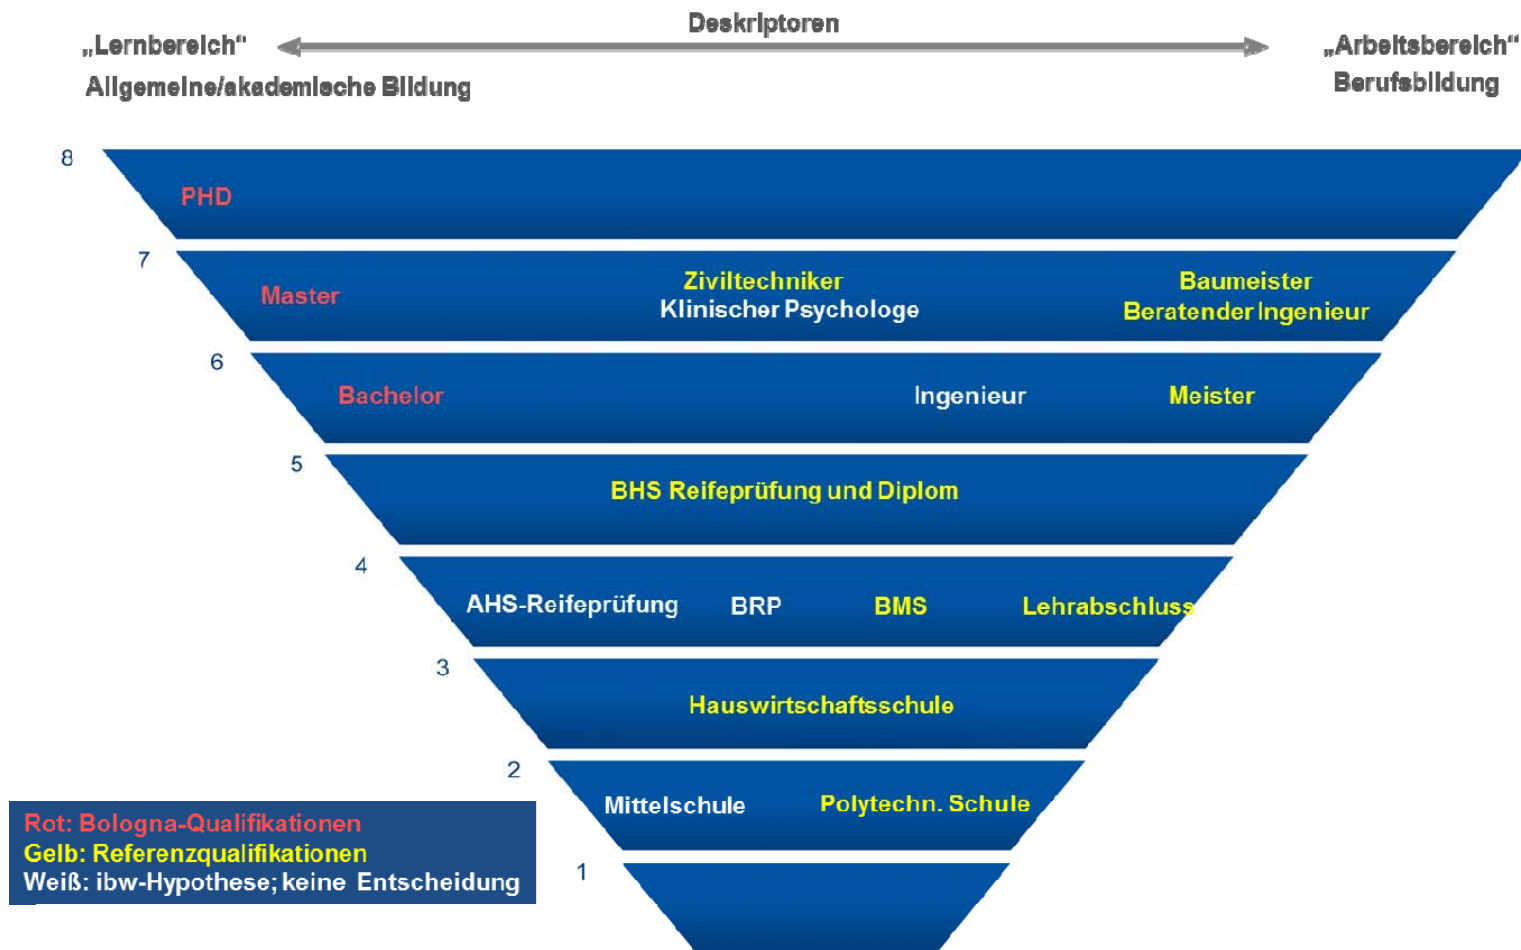 Deskriptoren
„Lernbereich“
„Arbeitsbereich“
Allgemeine/akademische Bildung
Berufsbildung
8
PHD
7
Master
Ziviltechniker
Klinischer Psychologe
Baumeister
Beratender Ingenieur
6
Bachelor
Ingenieur
Meister
5
BHS Reifeprüfung und Diplom
4
AHS-Reifeprüfung BRP BMS Lehrabschluss
3
Hauswirtschaftsschule
2
Mittelschule Polytechn. Schule
1
Rot: Bologna-Qualifikationen
Gelb: Referenzqualifikationen
Weiß: ibw-Hypothese; keine Entscheidung